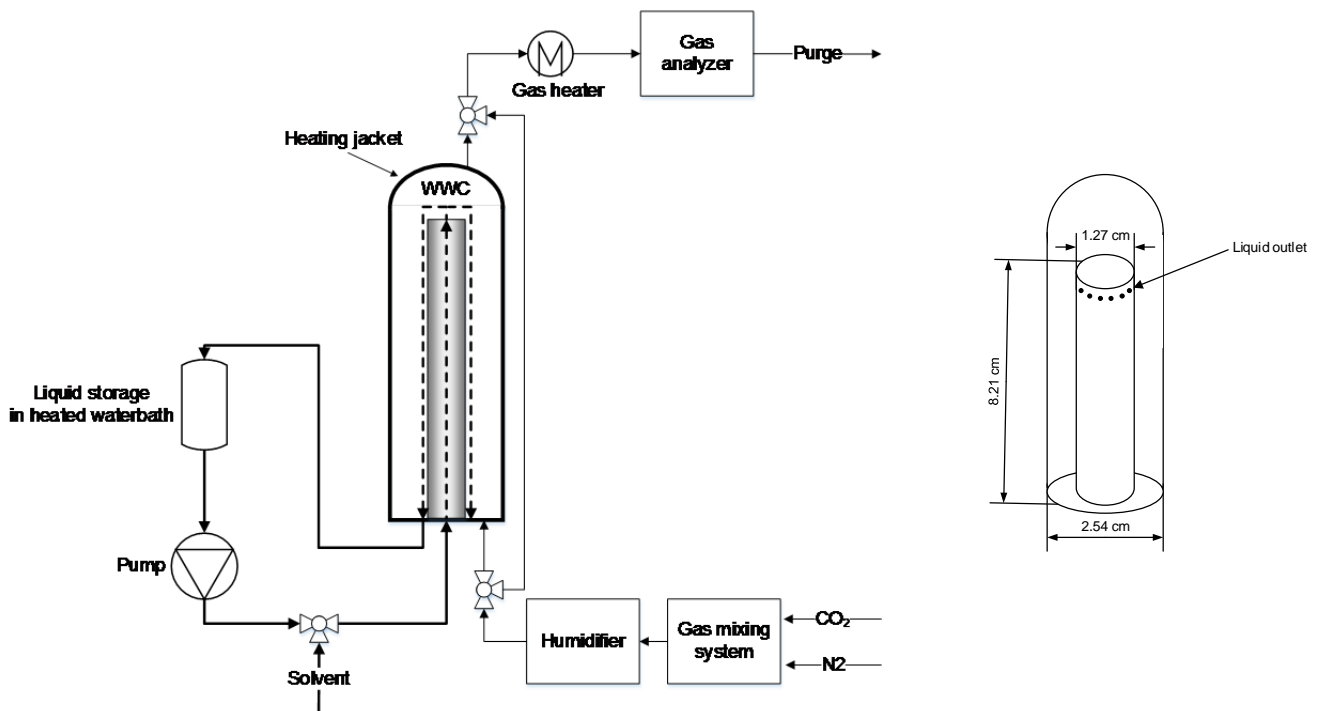 Gas
analyzer
Purge
Gas heater
Heating jacket
WWC
Liquid storage
in heated waterbath
Pump
Solvent
Humidifier
Gas mixing
system
CO₂
N2
1.27 cm
Liquid outlet
8.21 cm
2.54 cm